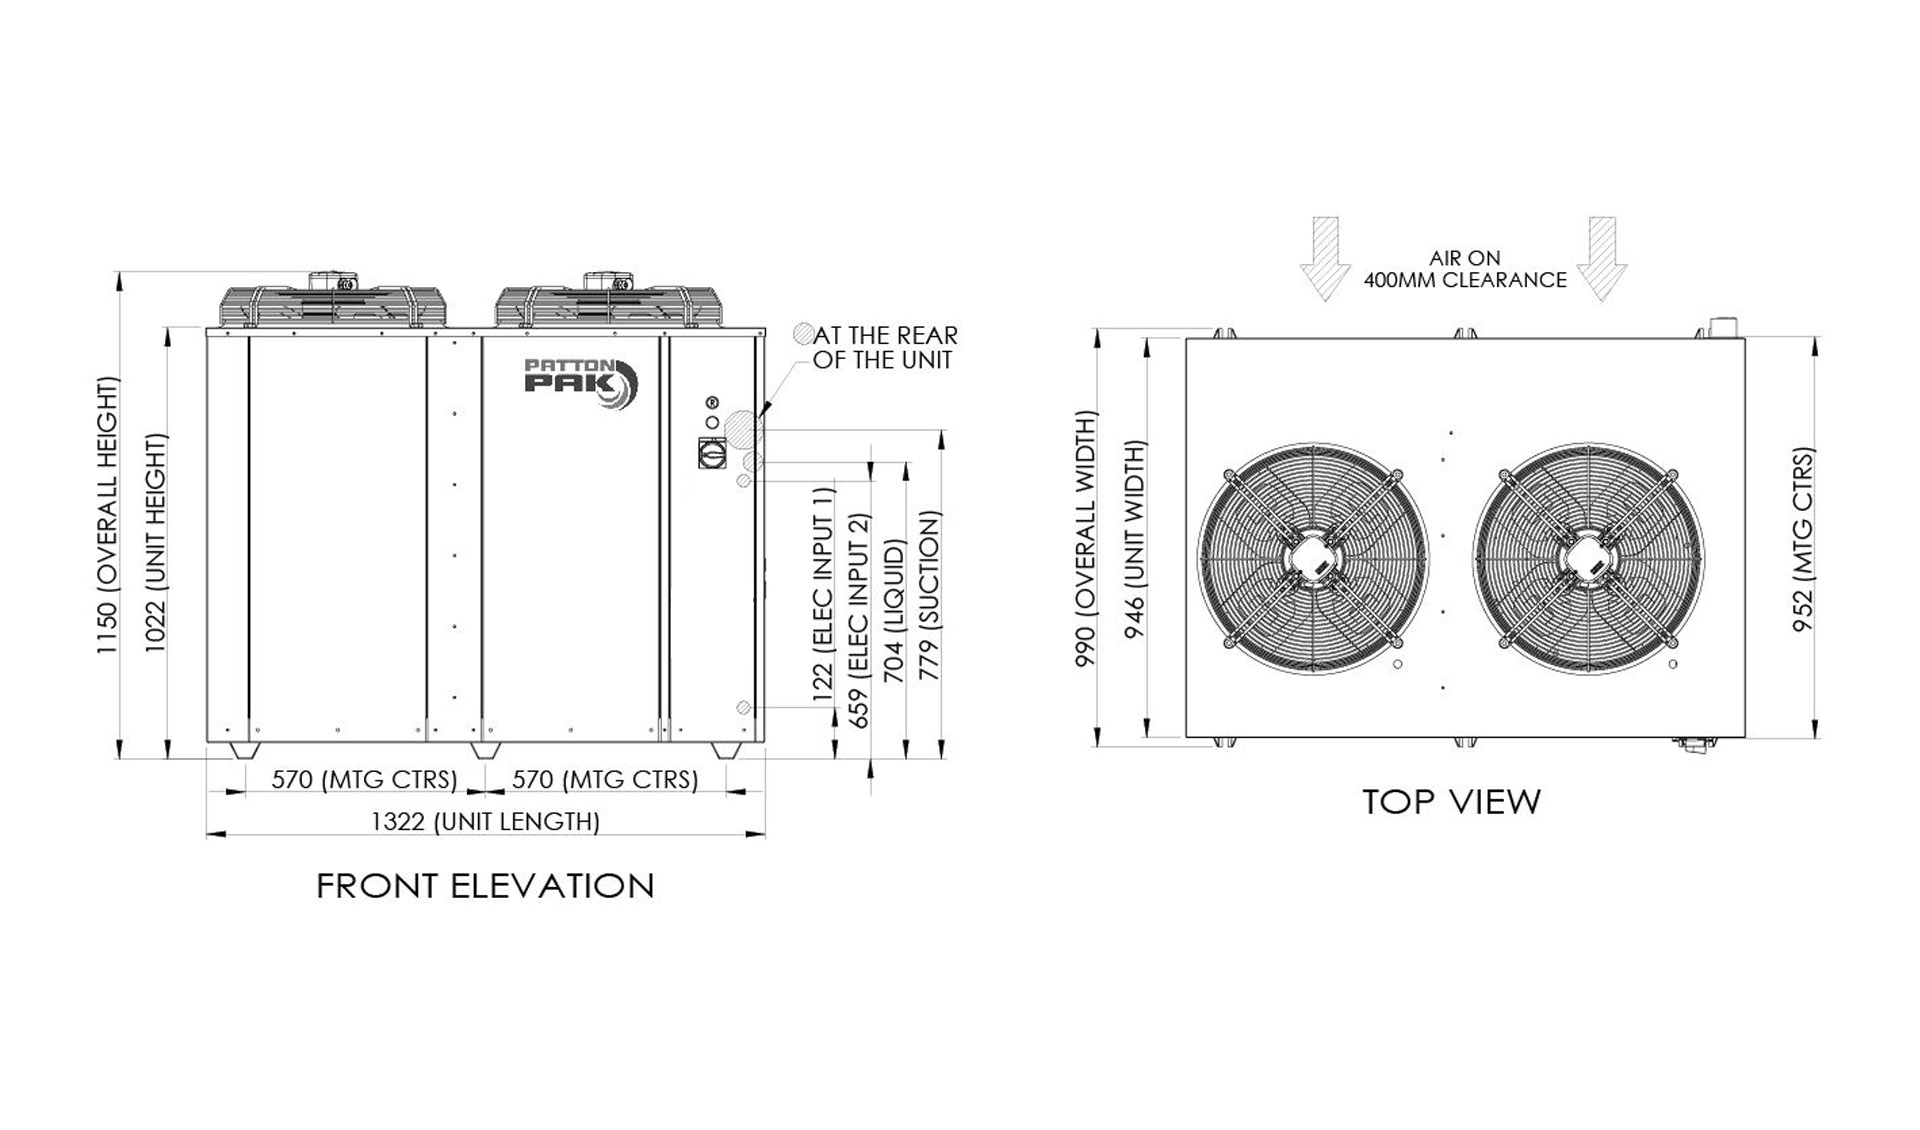 1150 (OVERALL HEIGHT)
1022 (UNIT HEIGHT)
PATTON
PAK
R
AT THE REAR
OF THE UNIT
122 (ELEC INPUT 1)
659 (ELEC INPUT 2)
704 (LIQUID)
779 (SUCTION)
570 (MTG CTRS)
570 (MTG CTRS)
1322 (UNIT LENGTH)
FRONT ELEVATION
AIR ON
400MM CLEARANCE
990 (OVERALL WIDTH)
946 (UNIT WIDTH)
952 (MTG CTRS)
TOP VIEW